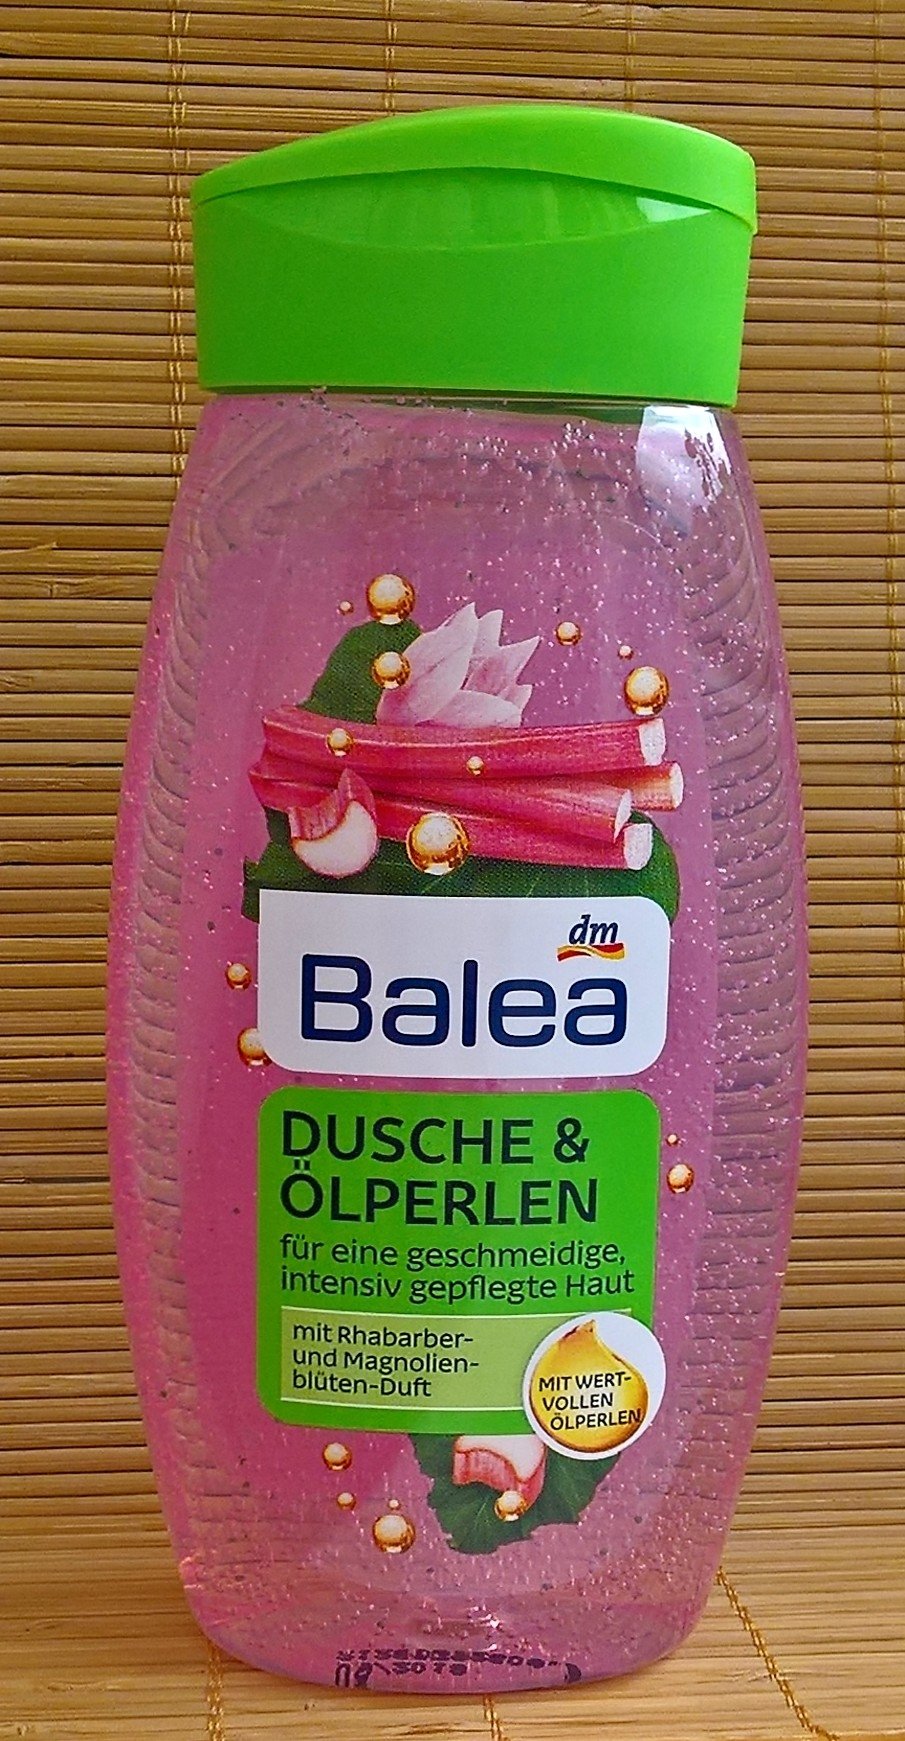 dm
Balea
DUSCHE &
ÖLPERLEN
für eine geschmeidige,
intensiv gepflegte Haut
mit Rhabarber-
und Magnolien-
blüten-Duft
MIT WERT-
VOLLEN
ÖLPERLEN